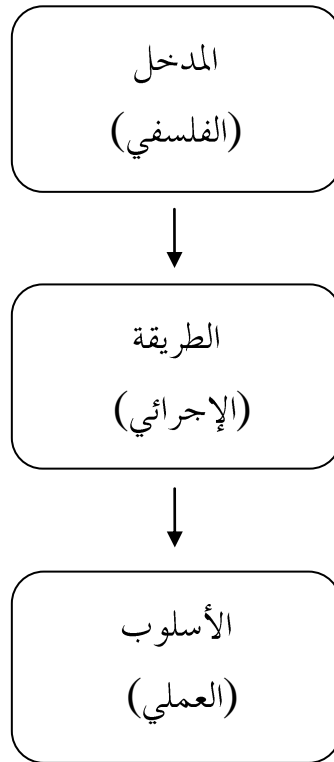 المدخل
(الفلسفي)
الطريقة
(الإجرائي)
الأسلوب
(العملي)